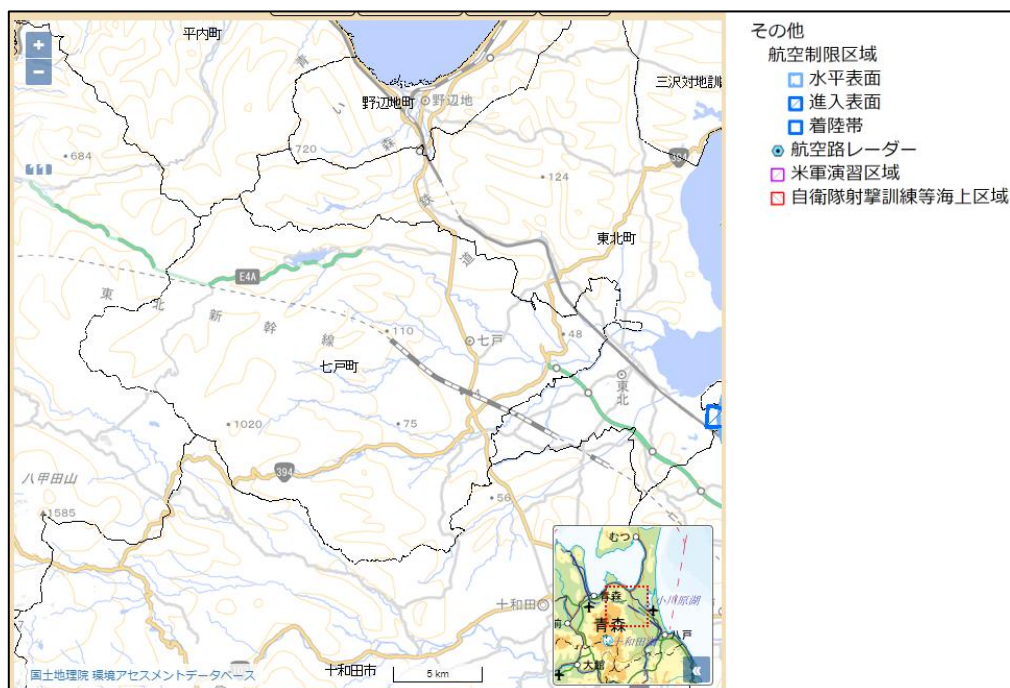 平内町
野辺地町
野辺地
三沢対地訓
青い森鉄道
684
720
394
124
東北町
E4A
東北新幹線
110
七戸
48
七戸町
東北
1020
75
394
八甲田山
1585
56
十和田
十和田市
5 km
国土地理院 環境アセスメントデータベース
むつ
青森
小川原湖
青森
十和田湖
八戸
大館
«
+
−
その他
航空制限区域
水平表面
進入表面
着陸帯
航空路レーダー
米軍演習区域
自衛隊射撃訓練等海上区域